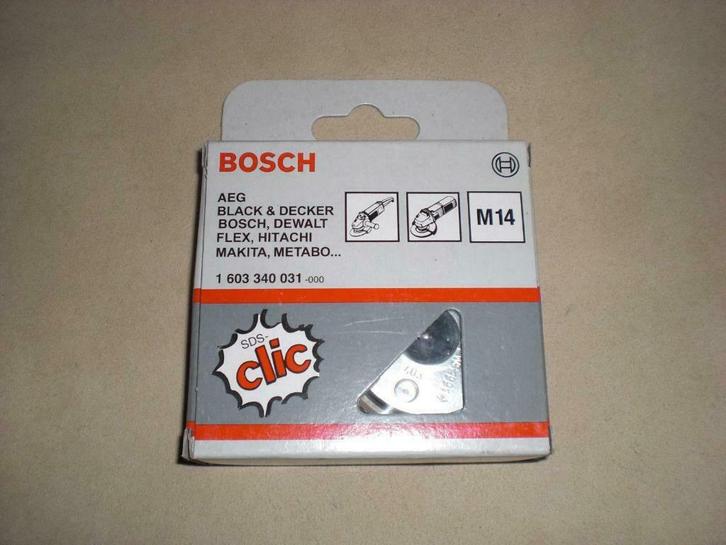 BOSCH
AEG
BLACK & DECKER
BOSCH, DEWALT
FLEX, HITACHI
MAKITA, METABO...
M14
1 603 340 031-000
SDS-
clic